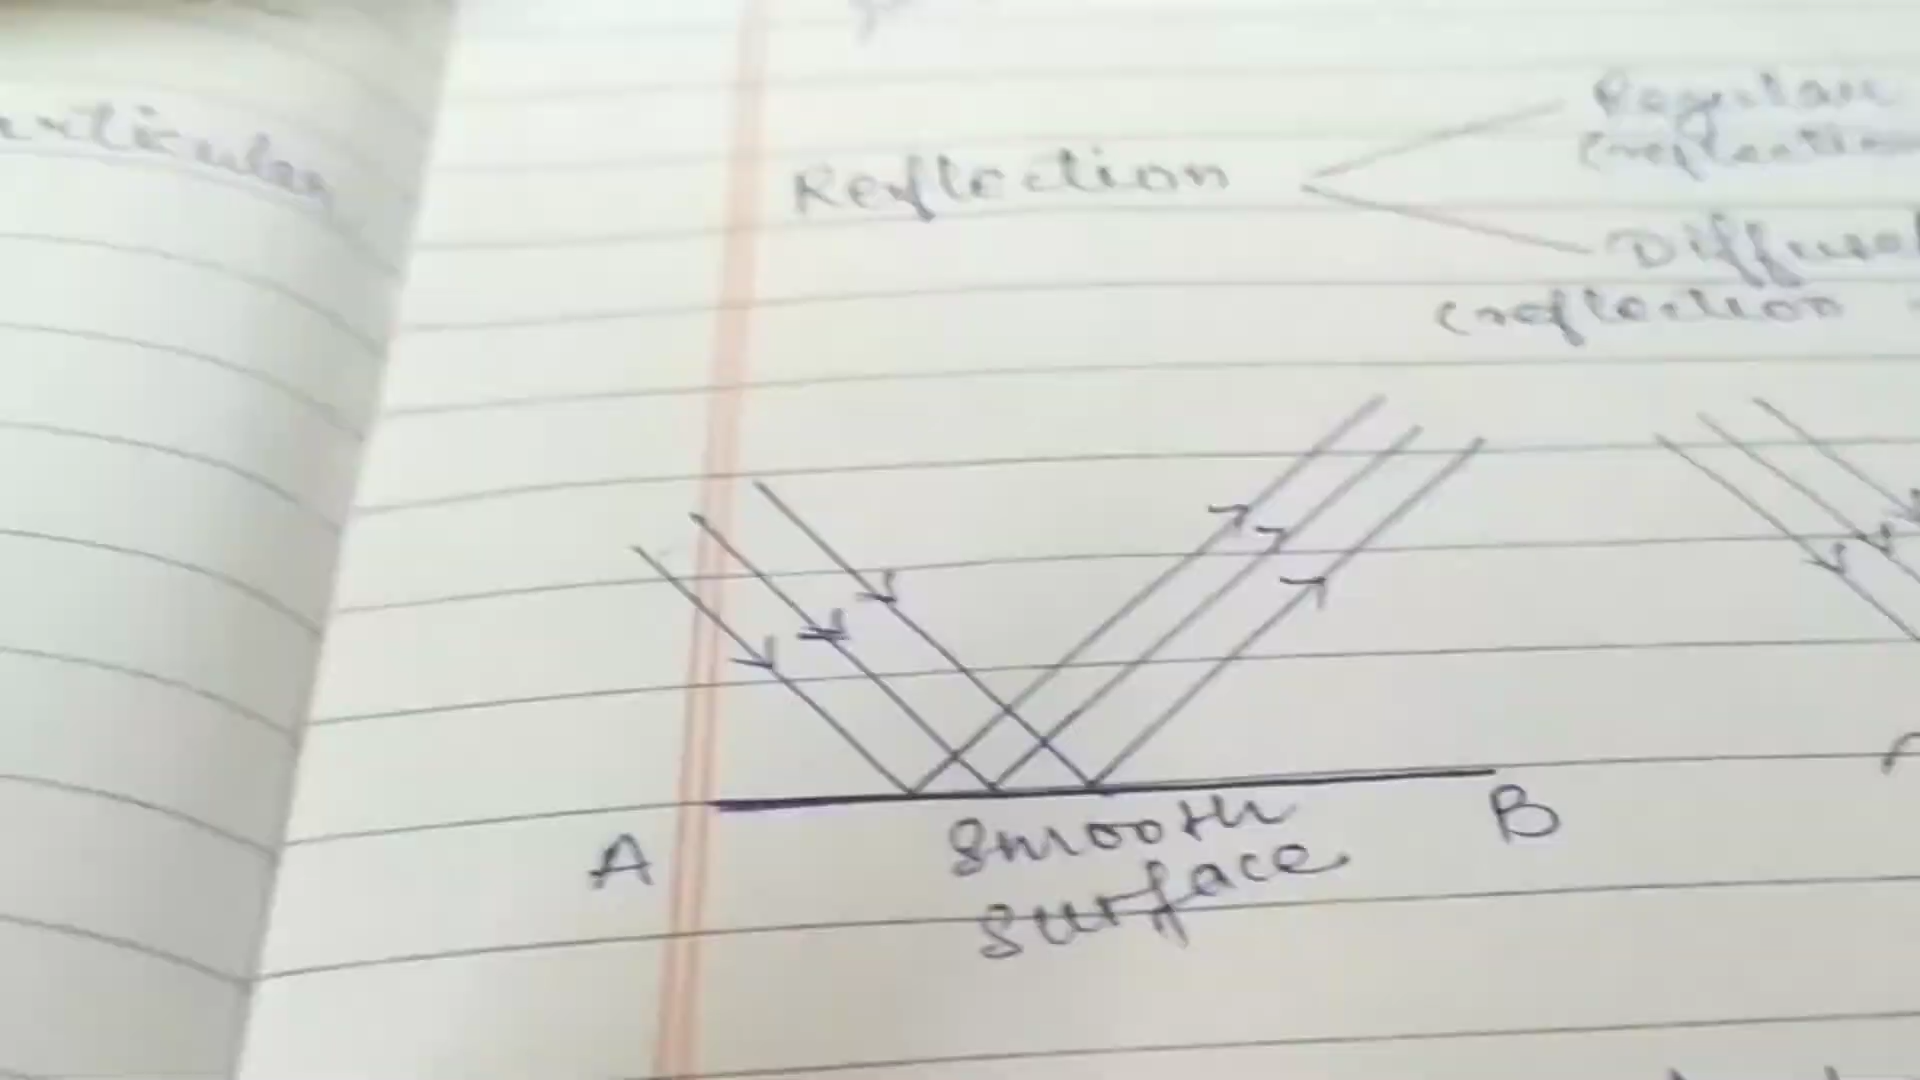 Reflection
Regular
(reflection
Diffused
(reflection
A
B
Smooth
surface